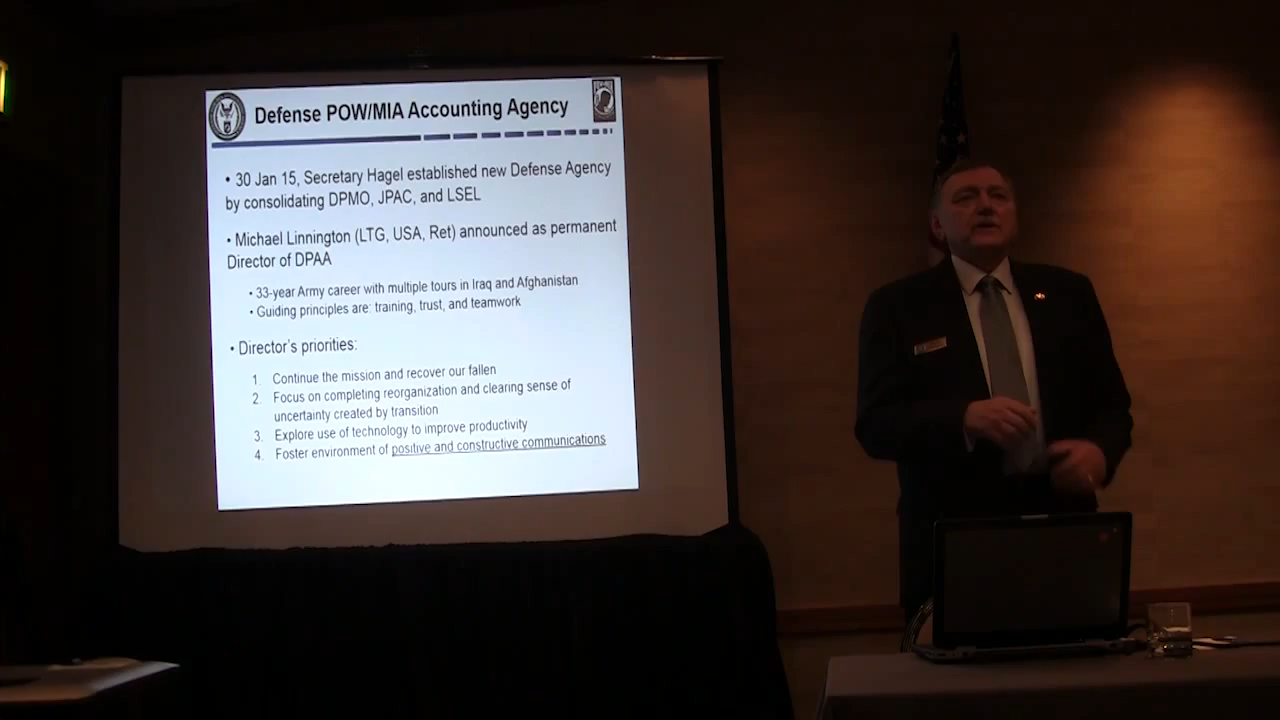 Defense POW/MIA Accounting Agency
• 30 Jan 15, Secretary Hagel established new Defense Agency
by consolidating DPMO, JPAC, and LSEL
• Michael Linnington (LTG, USA, Ret) announced as permanent
Director of DPAA
• 33-year Army career with multiple tours in Iraq and Afghanistan
• Guiding principles are: training, trust, and teamwork
• Director's priorities:
1. Continue the mission and recover our fallen
2. Focus on completing reorganization and clearing sense of
uncertainty created by transition
3. Explore use of technology to improve productivity
4. Foster environment of positive and constructive communications